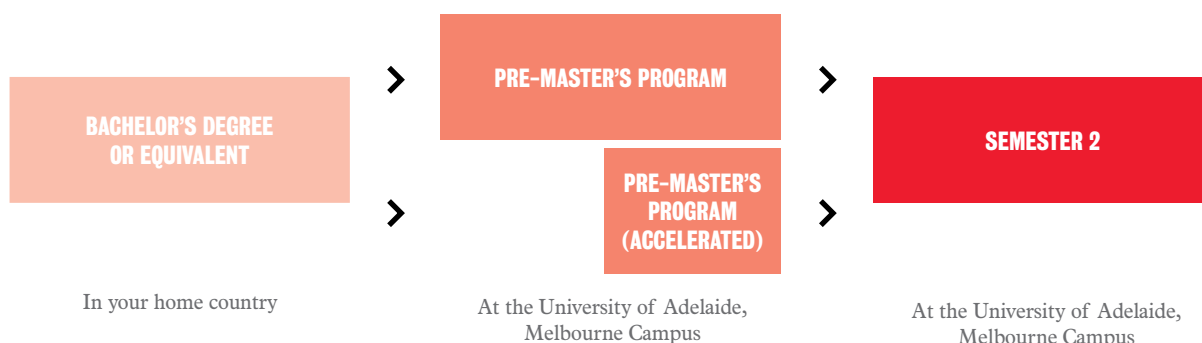 BACHELOR'S DEGREE
OR EQUIVALENT
In your home country
PRE-MASTER'S PROGRAM
PRE-MASTER'S
PROGRAM
(ACCELERATED)
At the University of Adelaide,
Melbourne Campus
SEMESTER 2
At the University of Adelaide,
Melbourne Campus